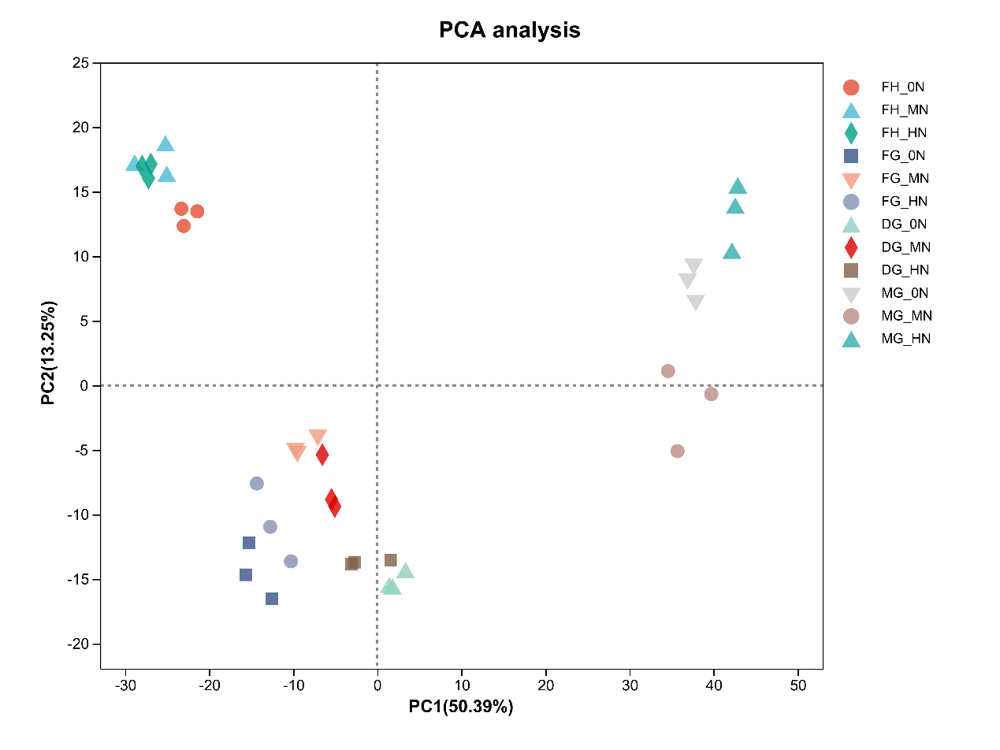 PCA analysis
25
20
15
10
5
0
-5
-10
-15
-20
PC2(13.25%)
-30
-20
-10
0
10
20
30
40
50
PC1(50.39%)
FH_0N
FH_MN
FH_HN
FG_0N
FG_MN
FG_HN
DG_0N
DG_MN
DG_HN
MG_0N
MG_MN
MG_HN